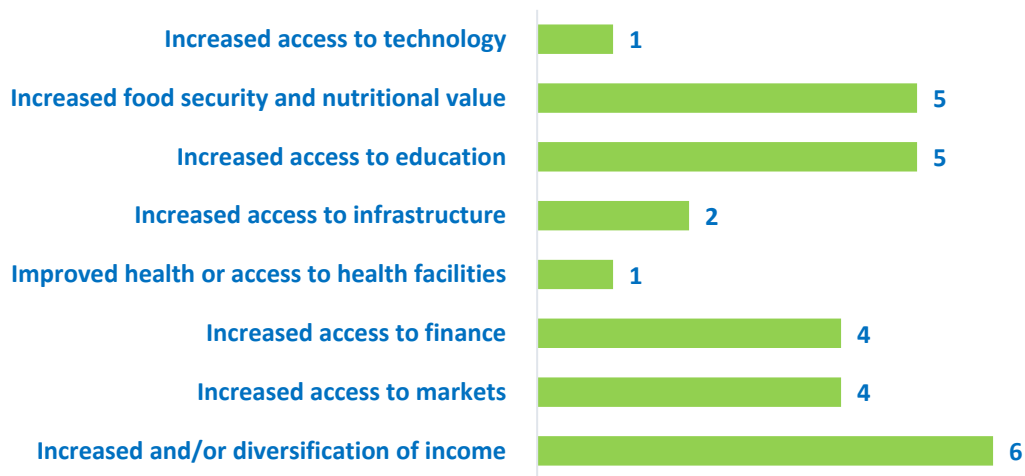 Increased access to technology 1
Increased food security and nutritional value 5
Increased access to education 5
Increased access to infrastructure 2
Improved health or access to health facilities 1
Increased access to finance 4
Increased access to markets 4
Increased and/or diversification of income 6